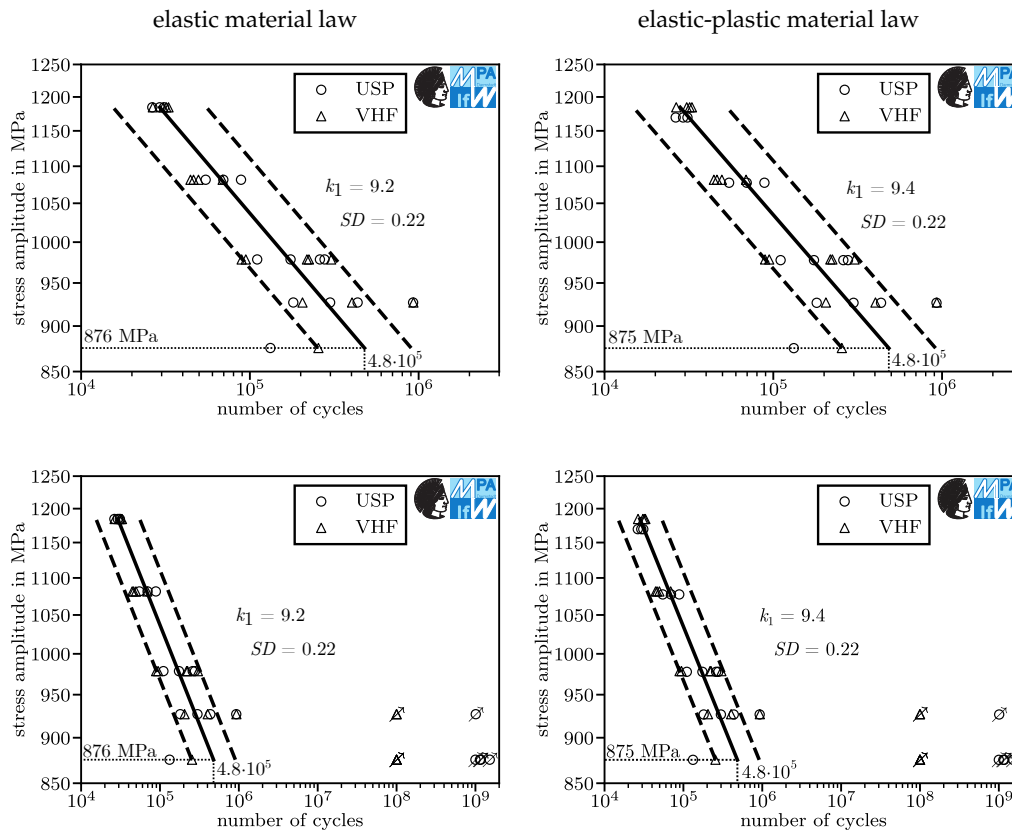 elastic material law
elastic-plastic material law
1250
1200
1150
1100
1050
1000
950
900
850
stress amplitude in MPa
USP
VHF
MPA
IfW
k1 = 9.2
SD = 0.22
876 MPa
4.8·10^5
10^4
10^5
10^6
number of cycles
1250
1200
1150
1100
1050
1000
950
900
850
stress amplitude in MPa
USP
VHF
MPA
IfW
k1 = 9.4
SD = 0.22
875 MPa
4.8·10^5
10^4
10^5
10^6
number of cycles
1250
1200
1150
1100
1050
1000
950
900
850
stress amplitude in MPa
USP
VHF
MPA
IfW
k1 = 9.2
SD = 0.22
876 MPa
4.8·10^5
10^4
10^5
10^6
10^7
10^8
10^9
number of cycles
1250
1200
1150
1100
1050
1000
950
900
850
stress amplitude in MPa
USP
VHF
MPA
IfW
k1 = 9.4
SD = 0.22
875 MPa
4.8·10^5
10^4
10^5
10^6
10^7
10^8
10^9
number of cycles